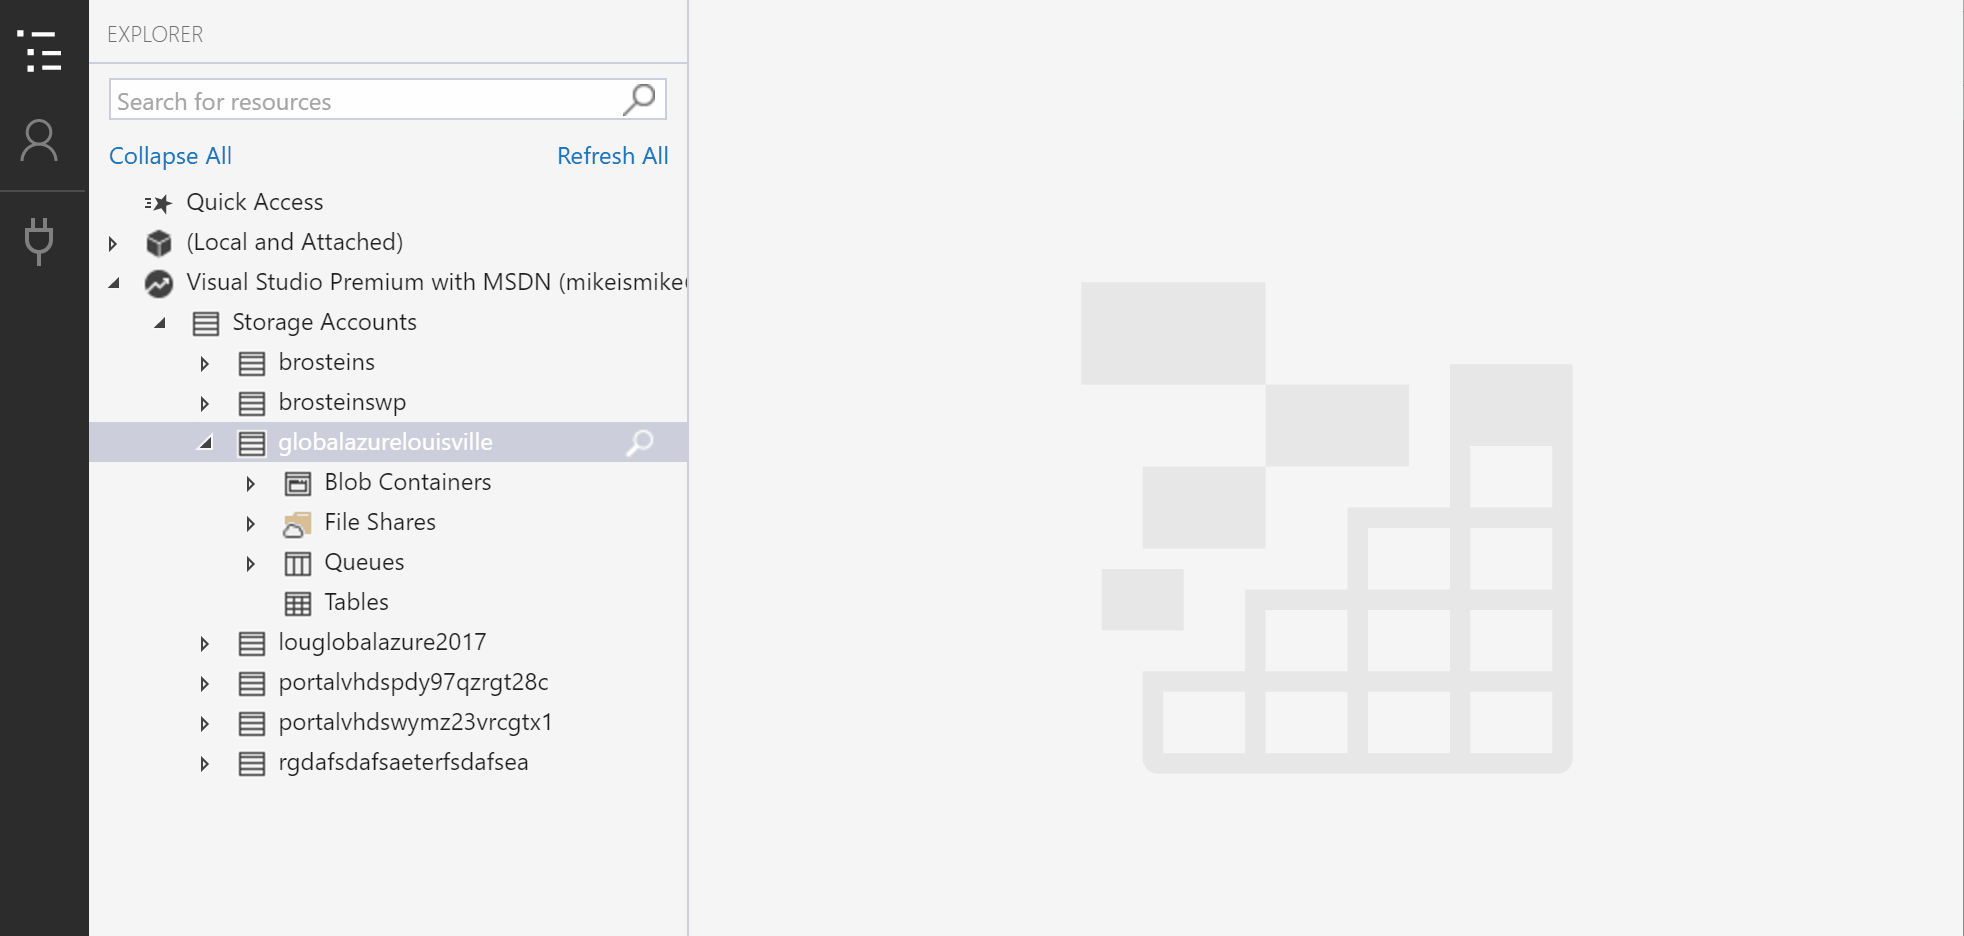 EXPLORER
Search for resources
Collapse All
Refresh All
Quick Access
(Local and Attached)
Visual Studio Premium with MSDN (mikeismike
Storage Accounts
brosteins
brosteinswp
globalazurelouisville
Blob Containers
File Shares
Queues
Tables
louglobalazure2017
portalvhdspdy97qzrgt28c
portalvhdswymz23vrcgtx1
rgdafsdafsaeterfsdafsea